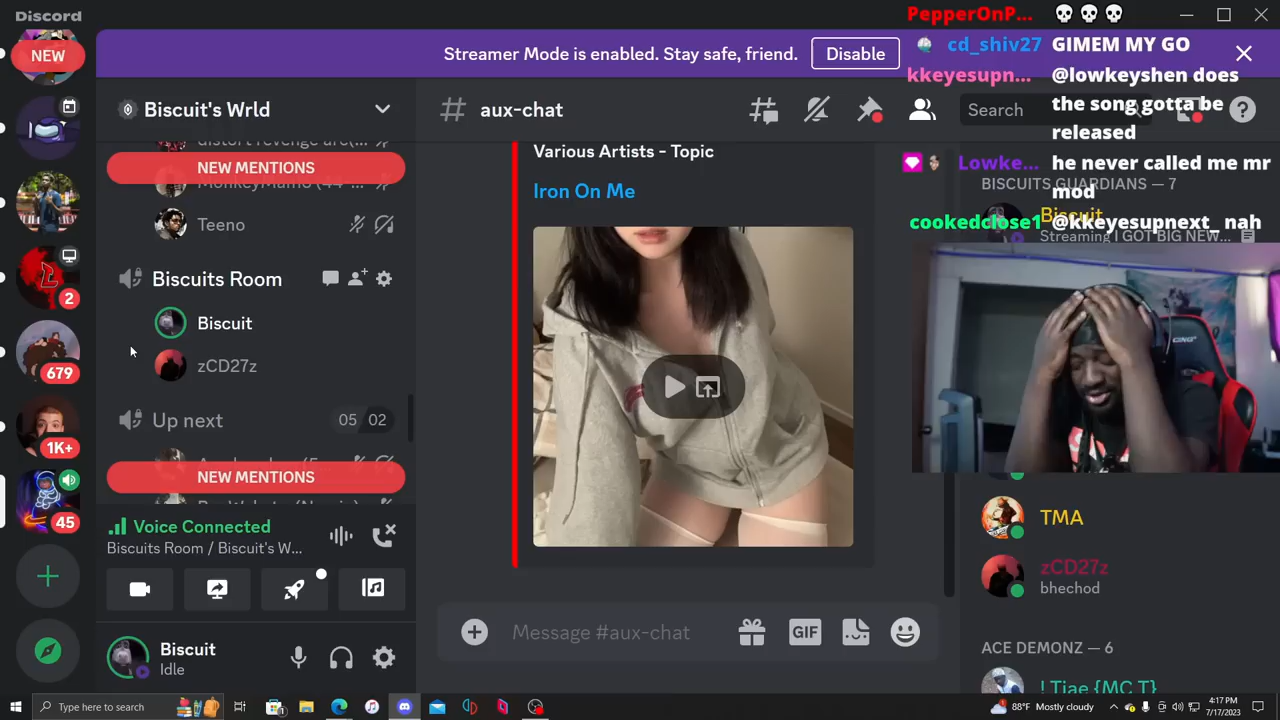 Discord
PepperOnP...
cd_shiv27 GIMEM MY GO
kkeyesupn... @lowkeyshen does
the song gotta be
released
Lowke... he never called me mr
mod
cookedclose1 @kkeyesupnext_ nah
Streamer Mode is enabled. Stay safe, friend.
Disable
NEW
Biscuit's Wrld
aux-chat
Search
NEW MENTIONS
Teeno
Biscuits Room
Biscuit
zCD27z
Up next
05 02
NEW MENTIONS
Voice Connected
Biscuits Room / Biscuit's W...
Biscuit
Idle
2
679
1K+
45
Various Artists - Topic
Iron On Me
Message #aux-chat
GIF
BISCUITS GUARDIANS — 7
Biscuit
Streaming I GOT BIG NEW...
TMA
zCD27z
bhechod
ACE DEMONZ — 6
! Tiae {MC T}
Type here to search
88°F Mostly cloudy
4:17 PM
7/17/2023